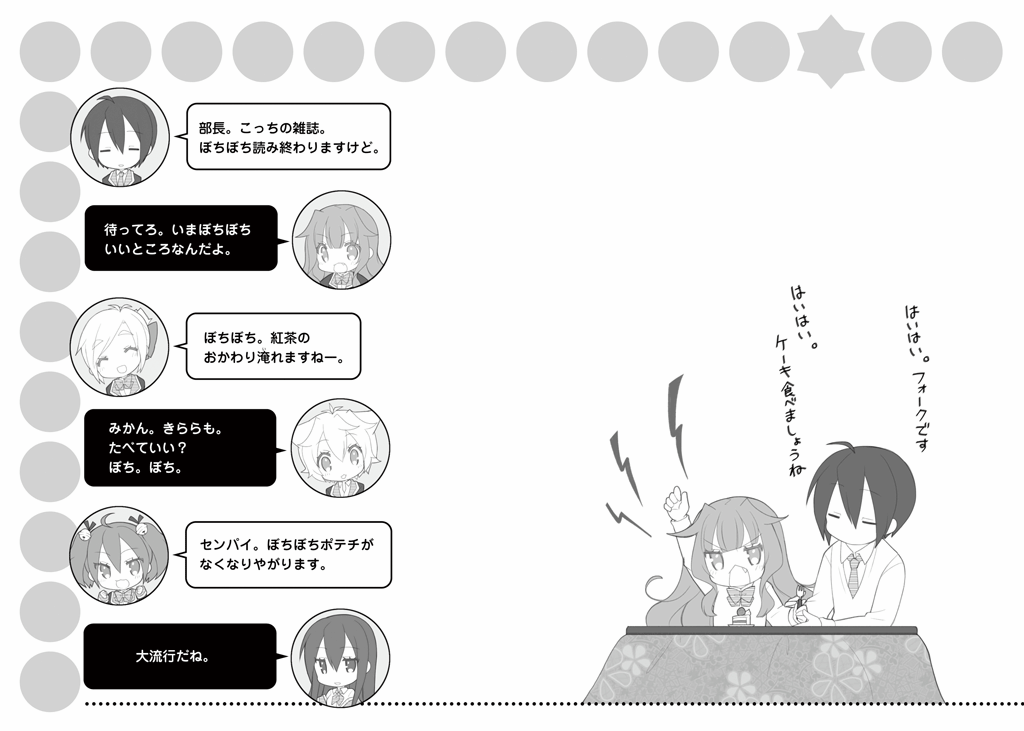 部長。こっちの雑誌。
ぼちぼち読み終わりますけど。
待ってろ。いまぼちぼち
いいところなんだよ。
ぼちぼち。紅茶の
おかわり淹れますねー。
みかん。きららも。
たべていい？
ぼち。ぼち。
センパイ。ぼちぼちポテチが
なくなりやがります。
大流行だね。
はいはい。フォークです
はいはい。
ケーキ食べましょうね